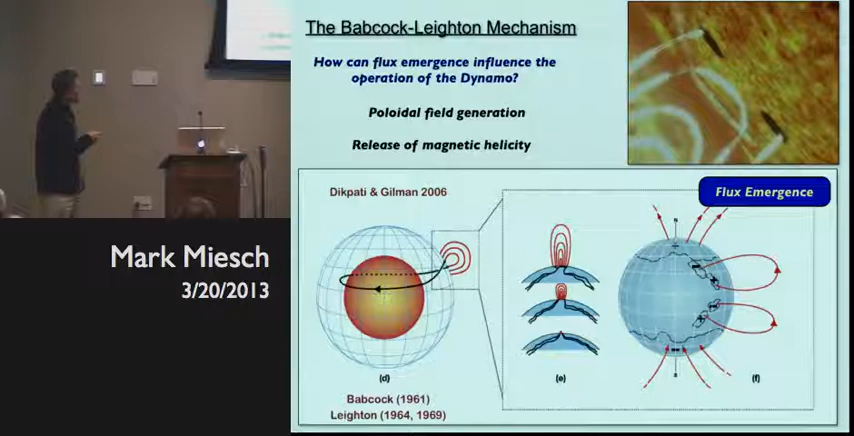 The Babcock-Leighton Mechanism
How can flux emergence influence the
operation of the Dynamo?
Poloidal field generation
Release of magnetic helicity
Mark Miesch
3/20/2013
Dikpati & Gilman 2006
Flux Emergence
(d)
(e)
(f)
Babcock (1961)
Leighton (1964, 1969)